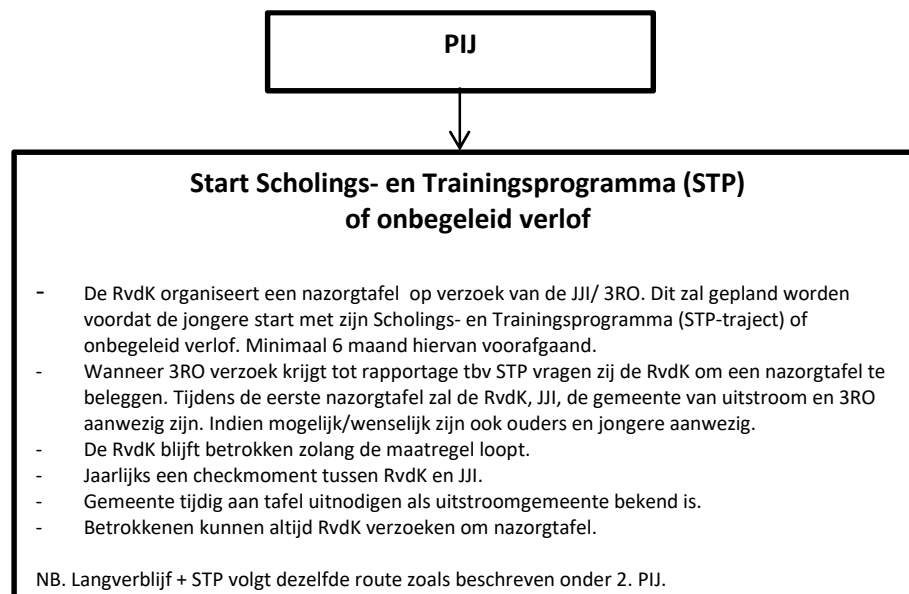 PIJ
Start Scholings- en Trainingsprogramma (STP)
of onbegeleid verlof
- De RvdK organiseert een nazorgtafel op verzoek van de JJI/ 3RO. Dit zal gepland worden
voordat de jongere start met zijn Scholings- en Trainingsprogramma (STP-traject) of
onbegeleid verlof. Minimaal 6 maand hiervan voorafgaand.
- Wanneer 3RO verzoek krijgt tot rapportage tbv STP vragen zij de RvdK om een nazorgtafel te
beleggen. Tijdens de eerste nazorgtafel zal de RvdK, JJI, de gemeente van uitstroom en 3RO
aanwezig zijn. Indien mogelijk/wenselijk zijn ook ouders en jongere aanwezig.
- De RvdK blijft betrokken zolang de maatregel loopt.
- Jaarlijks een checkmoment tussen RvdK en JJI.
- Gemeente tijdig aan tafel uitnodigen als uitstroomgemeente bekend is.
- Betrokkenen kunnen altijd RvdK verzoeken om nazorgtafel.
NB. Langverblijf + STP volgt dezelfde route zoals beschreven onder 2. PIJ.